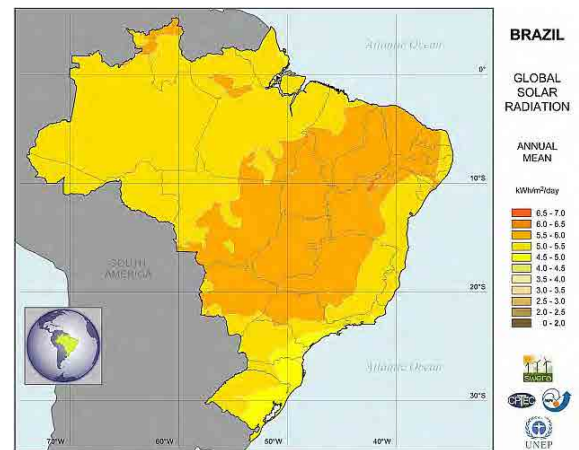 BRAZIL
GLOBAL
SOLAR
RADIATION
ANNUAL
MEAN
kWh/m²/day
6.5 - 7.0
6.0 - 6.5
5.5 - 6.0
5.0 - 5.5
4.5 - 5.0
4.0 - 4.5
3.5 - 4.0
3.0 - 3.5
2.5 - 3.0
2.0 - 2.5
0 - 2.0
Atlantic Ocean
0°
10°S
20°S
SOUTH
AMERICA
Atlantic Ocean
30°S
70°W
60°W
50°W
40°W
swera
CPTEC
UNEP